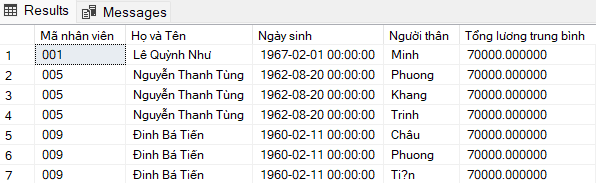 Results Messages
Mã nhân viên Họ và Tên Ngày sinh Người thân Tổng lương trung bình
1 001 Lê Quỳnh Như 1967-02-01 00:00:00 Minh 70000.000000
2 005 Nguyễn Thanh Tùng 1962-08-20 00:00:00 Phuong 70000.000000
3 005 Nguyễn Thanh Tùng 1962-08-20 00:00:00 Khang 70000.000000
4 005 Nguyễn Thanh Tùng 1962-08-20 00:00:00 Trinh 70000.000000
5 009 Đinh Bá Tiến 1960-02-11 00:00:00 Châu 70000.000000
6 009 Đinh Bá Tiến 1960-02-11 00:00:00 Phuong 70000.000000
7 009 Đinh Bá Tiến 1960-02-11 00:00:00 Ti?n 70000.000000